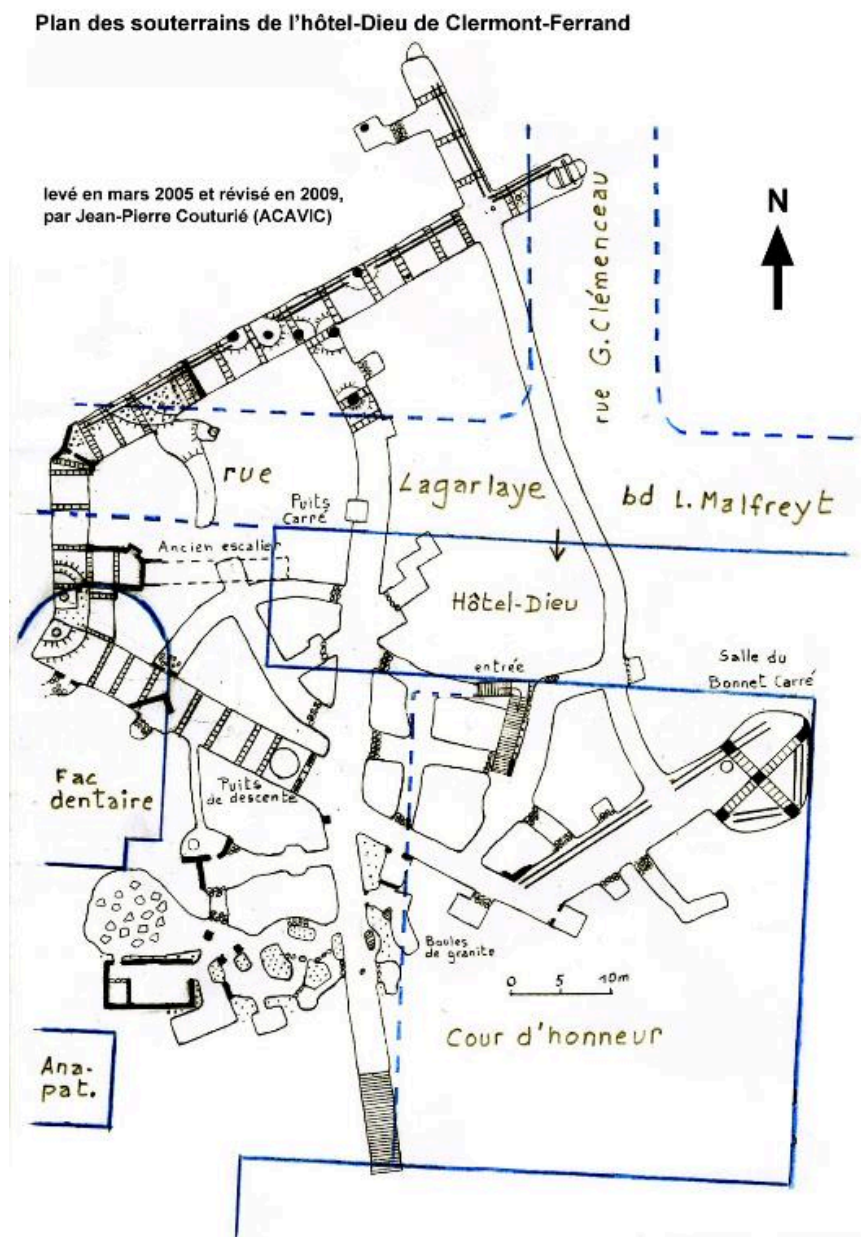 Plan des souterrains de l'hôtel-Dieu de Clermont-Ferrand
levé en mars 2005 et révisé en 2009,
par Jean-Pierre Couturié (ACAVIC)
N
rue G. Clémenceau
rue Lagarlaye
bd L. Malfreyt
Puits
Carré
Ancien escalier
Hôtel-Dieu
entrée
Salle du
Bonnet Carré
Fac
dentaire
Puits
de descente
Boules
de granite
0 5 10m
Cour d'honneur
Ana-
pat.